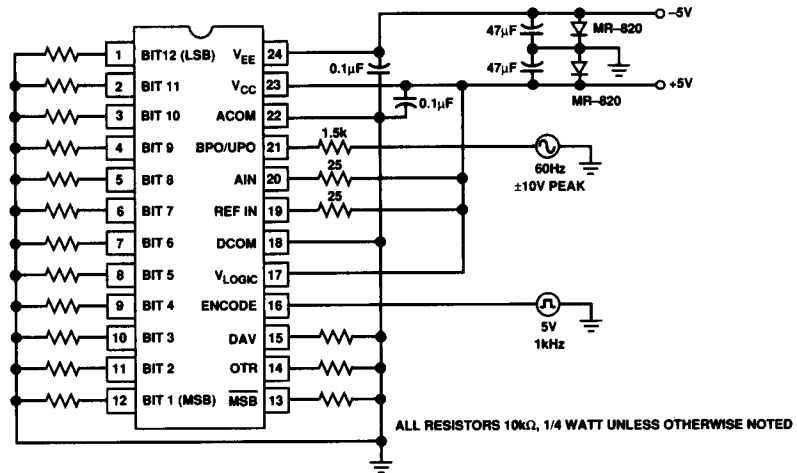 –5V
47µF
MR–820
47µF
MR–820
+5V
0.1µF
0.1µF
1 BIT12 (LSB) V_EE 24
2 BIT 11 V_CC 23
3 BIT 10 ACOM 22
4 BIT 9 BPO/UPO 21 1.5k
5 BIT 8 AIN 20 25
6 BIT 7 REF IN 19 25
7 BIT 6 DCOM 18
8 BIT 5 V_LOGIC 17
9 BIT 4 ENCODE 16
10 BIT 3 DAV 15
11 BIT 2 OTR 14
12 BIT 1 (MSB) M̅S̅B̅ 13
60Hz
±10V PEAK
5V
1kHz
ALL RESISTORS 10kΩ, 1/4 WATT UNLESS OTHERWISE NOTED